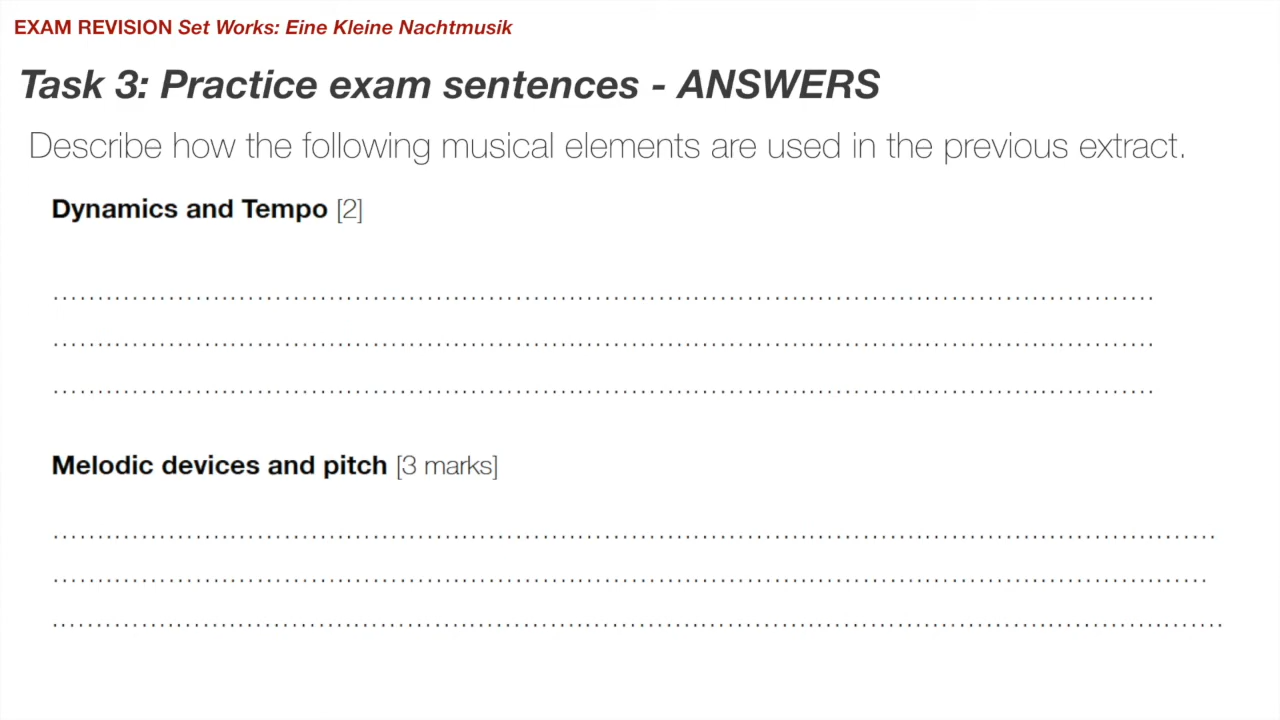 EXAM REVISION Set Works: Eine Kleine Nachtmusik
Task 3: Practice exam sentences - ANSWERS
Describe how the following musical elements are used in the previous extract.
Dynamics and Tempo [2]
Melodic devices and pitch [3 marks]